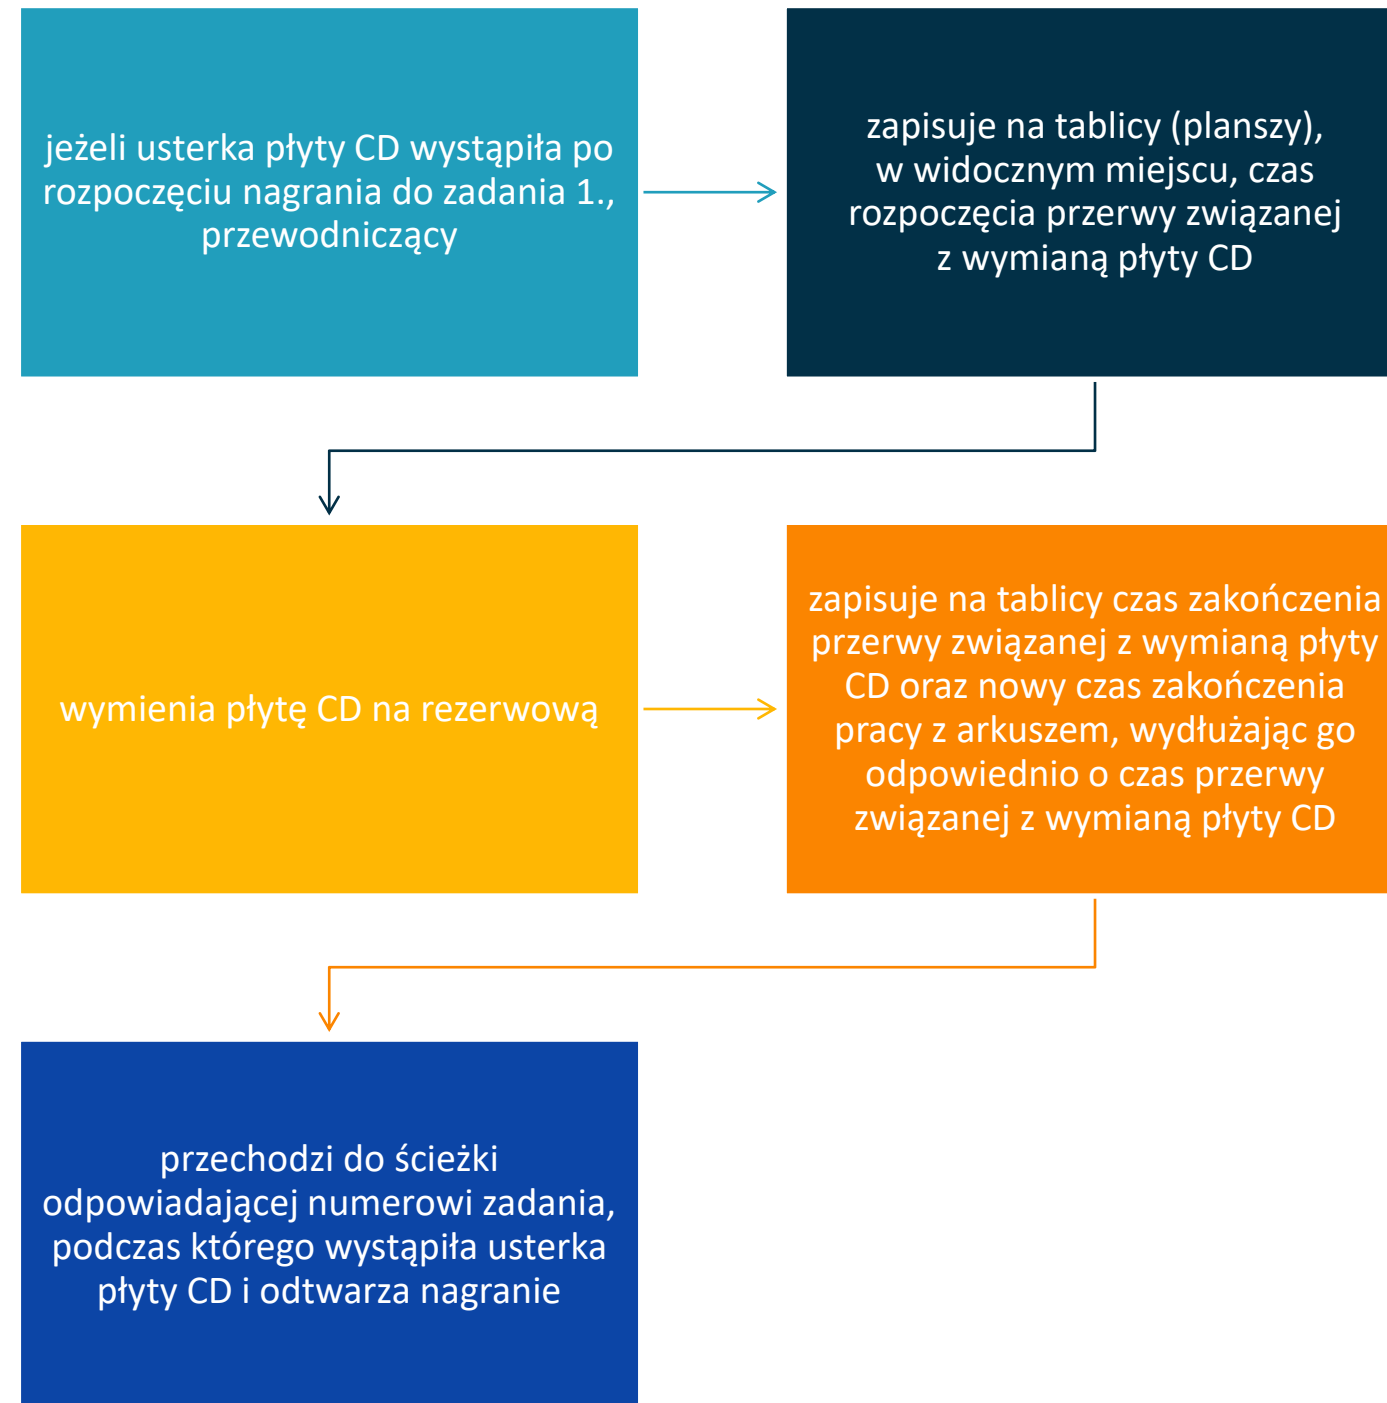 jeżeli usterka płyty CD wystąpiła po
rozpoczęciu nagrania do zadania 1.,
przewodniczący
zapisuje na tablicy (planszy),
w widocznym miejscu, czas
rozpoczęcia przerwy związanej
z wymianą płyty CD
wymienia płytę CD na rezerwową
zapisuje na tablicy czas zakończenia
przerwy związanej z wymianą płyty
CD oraz nowy czas zakończenia
pracy z arkuszem, wydłużając go
odpowiednio o czas przerwy
związanej z wymianą płyty CD
przechodzi do ścieżki
odpowiadającej numerowi zadania,
podczas którego wystąpiła usterka
płyty CD i odtwarza nagranie